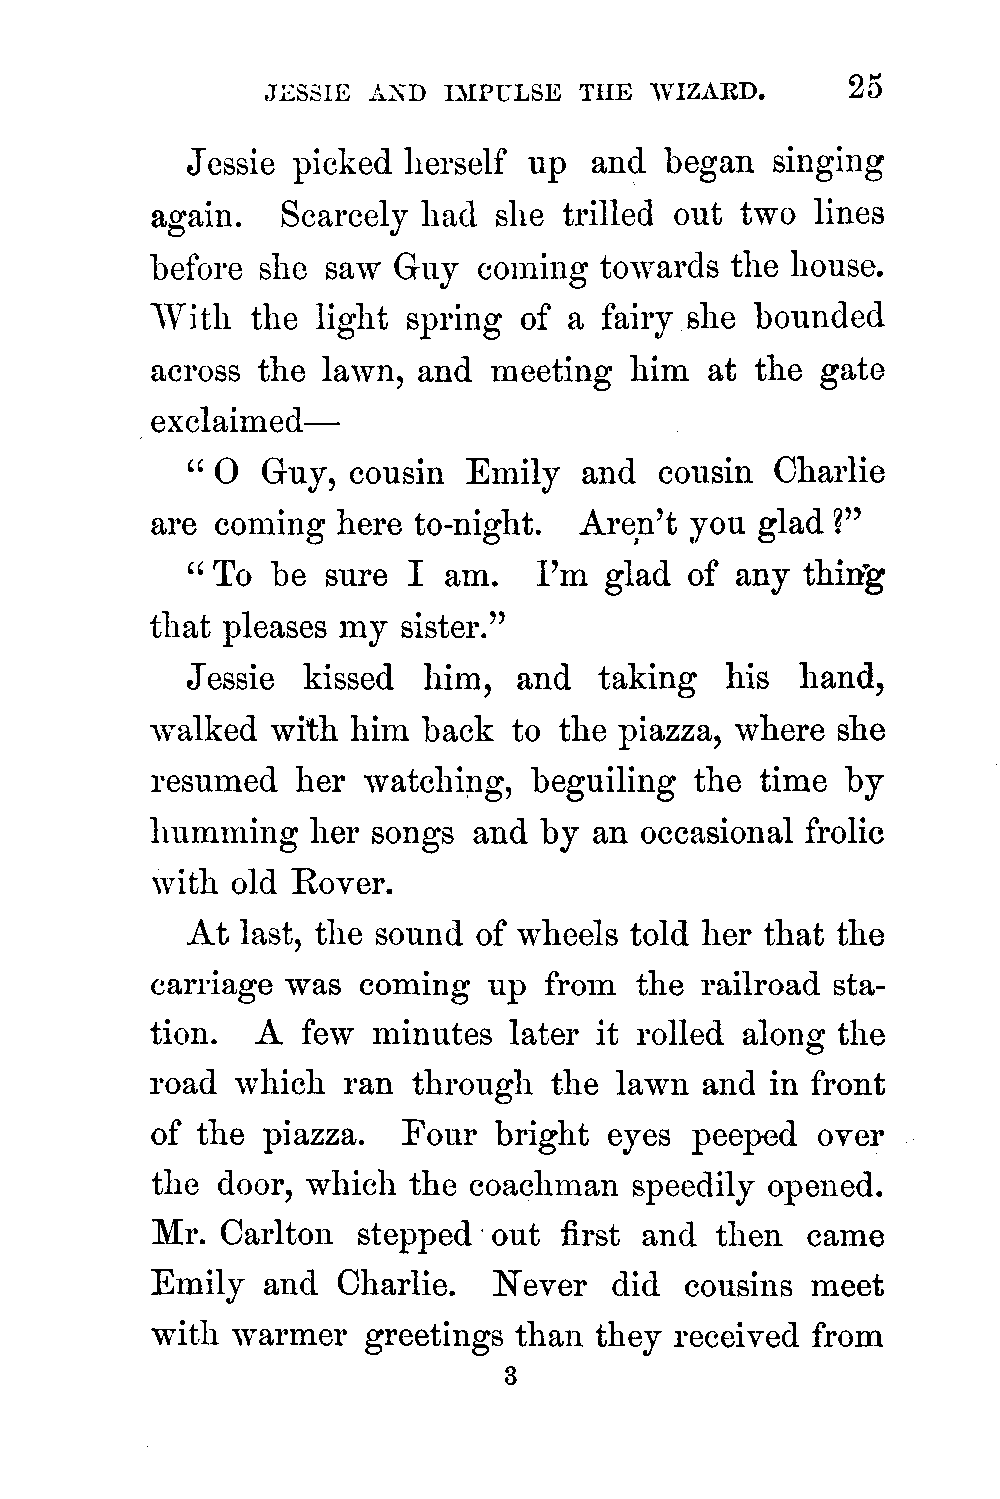 JESSIE AND IMPULSE THE WIZARD. 25
Jessie picked herself up and began singing
again. Scarcely had she trilled out two lines
before she saw Guy coming towards the house.
With the light spring of a fairy she bounded
across the lawn, and meeting him at the gate
exclaimed—
“ O Guy, cousin Emily and cousin Charlie
are coming here to-night. Aren’t you glad ?”
“ To be sure I am. I’m glad of any thing
that pleases my sister.”
Jessie kissed him, and taking his hand,
walked with him back to the piazza, where she
resumed her watching, beguiling the time by
humming her songs and by an occasional frolic
with old Rover.
At last, the sound of wheels told her that the
carriage was coming up from the railroad sta-
tion. A few minutes later it rolled along the
road which ran through the lawn and in front
of the piazza. Four bright eyes peeped over
the door, which the coachman speedily opened.
Mr. Carlton stepped out first and then came
Emily and Charlie. Never did cousins meet
with warmer greetings than they received from
3